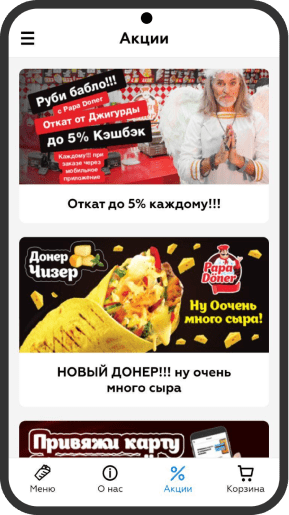 Акции
Руби бабло!!!
с Papa Doner
Откат от Джигурды
до 5% Кэшбэк
Каждому!!! при
заказе через
мобильное
приложение
Откат до 5% каждому!!!
Донер
Чизер
Papa
Doner
Ну Оочень
много сыра!
НОВЫЙ ДОНЕР!!! ну очень
много сыра
Привяжи карту
Меню
О нас
Акции
Корзина